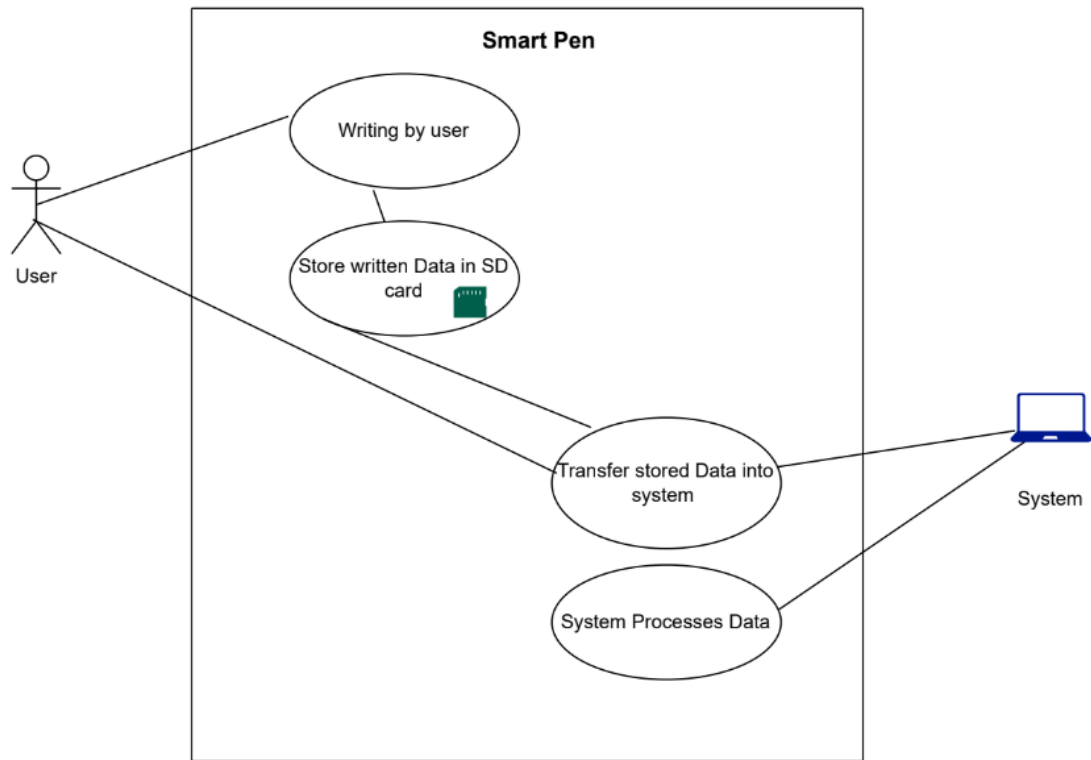 Smart Pen
Writing by user
User
Store written Data in SD
card
Transfer stored Data into
system
System
System Processes Data